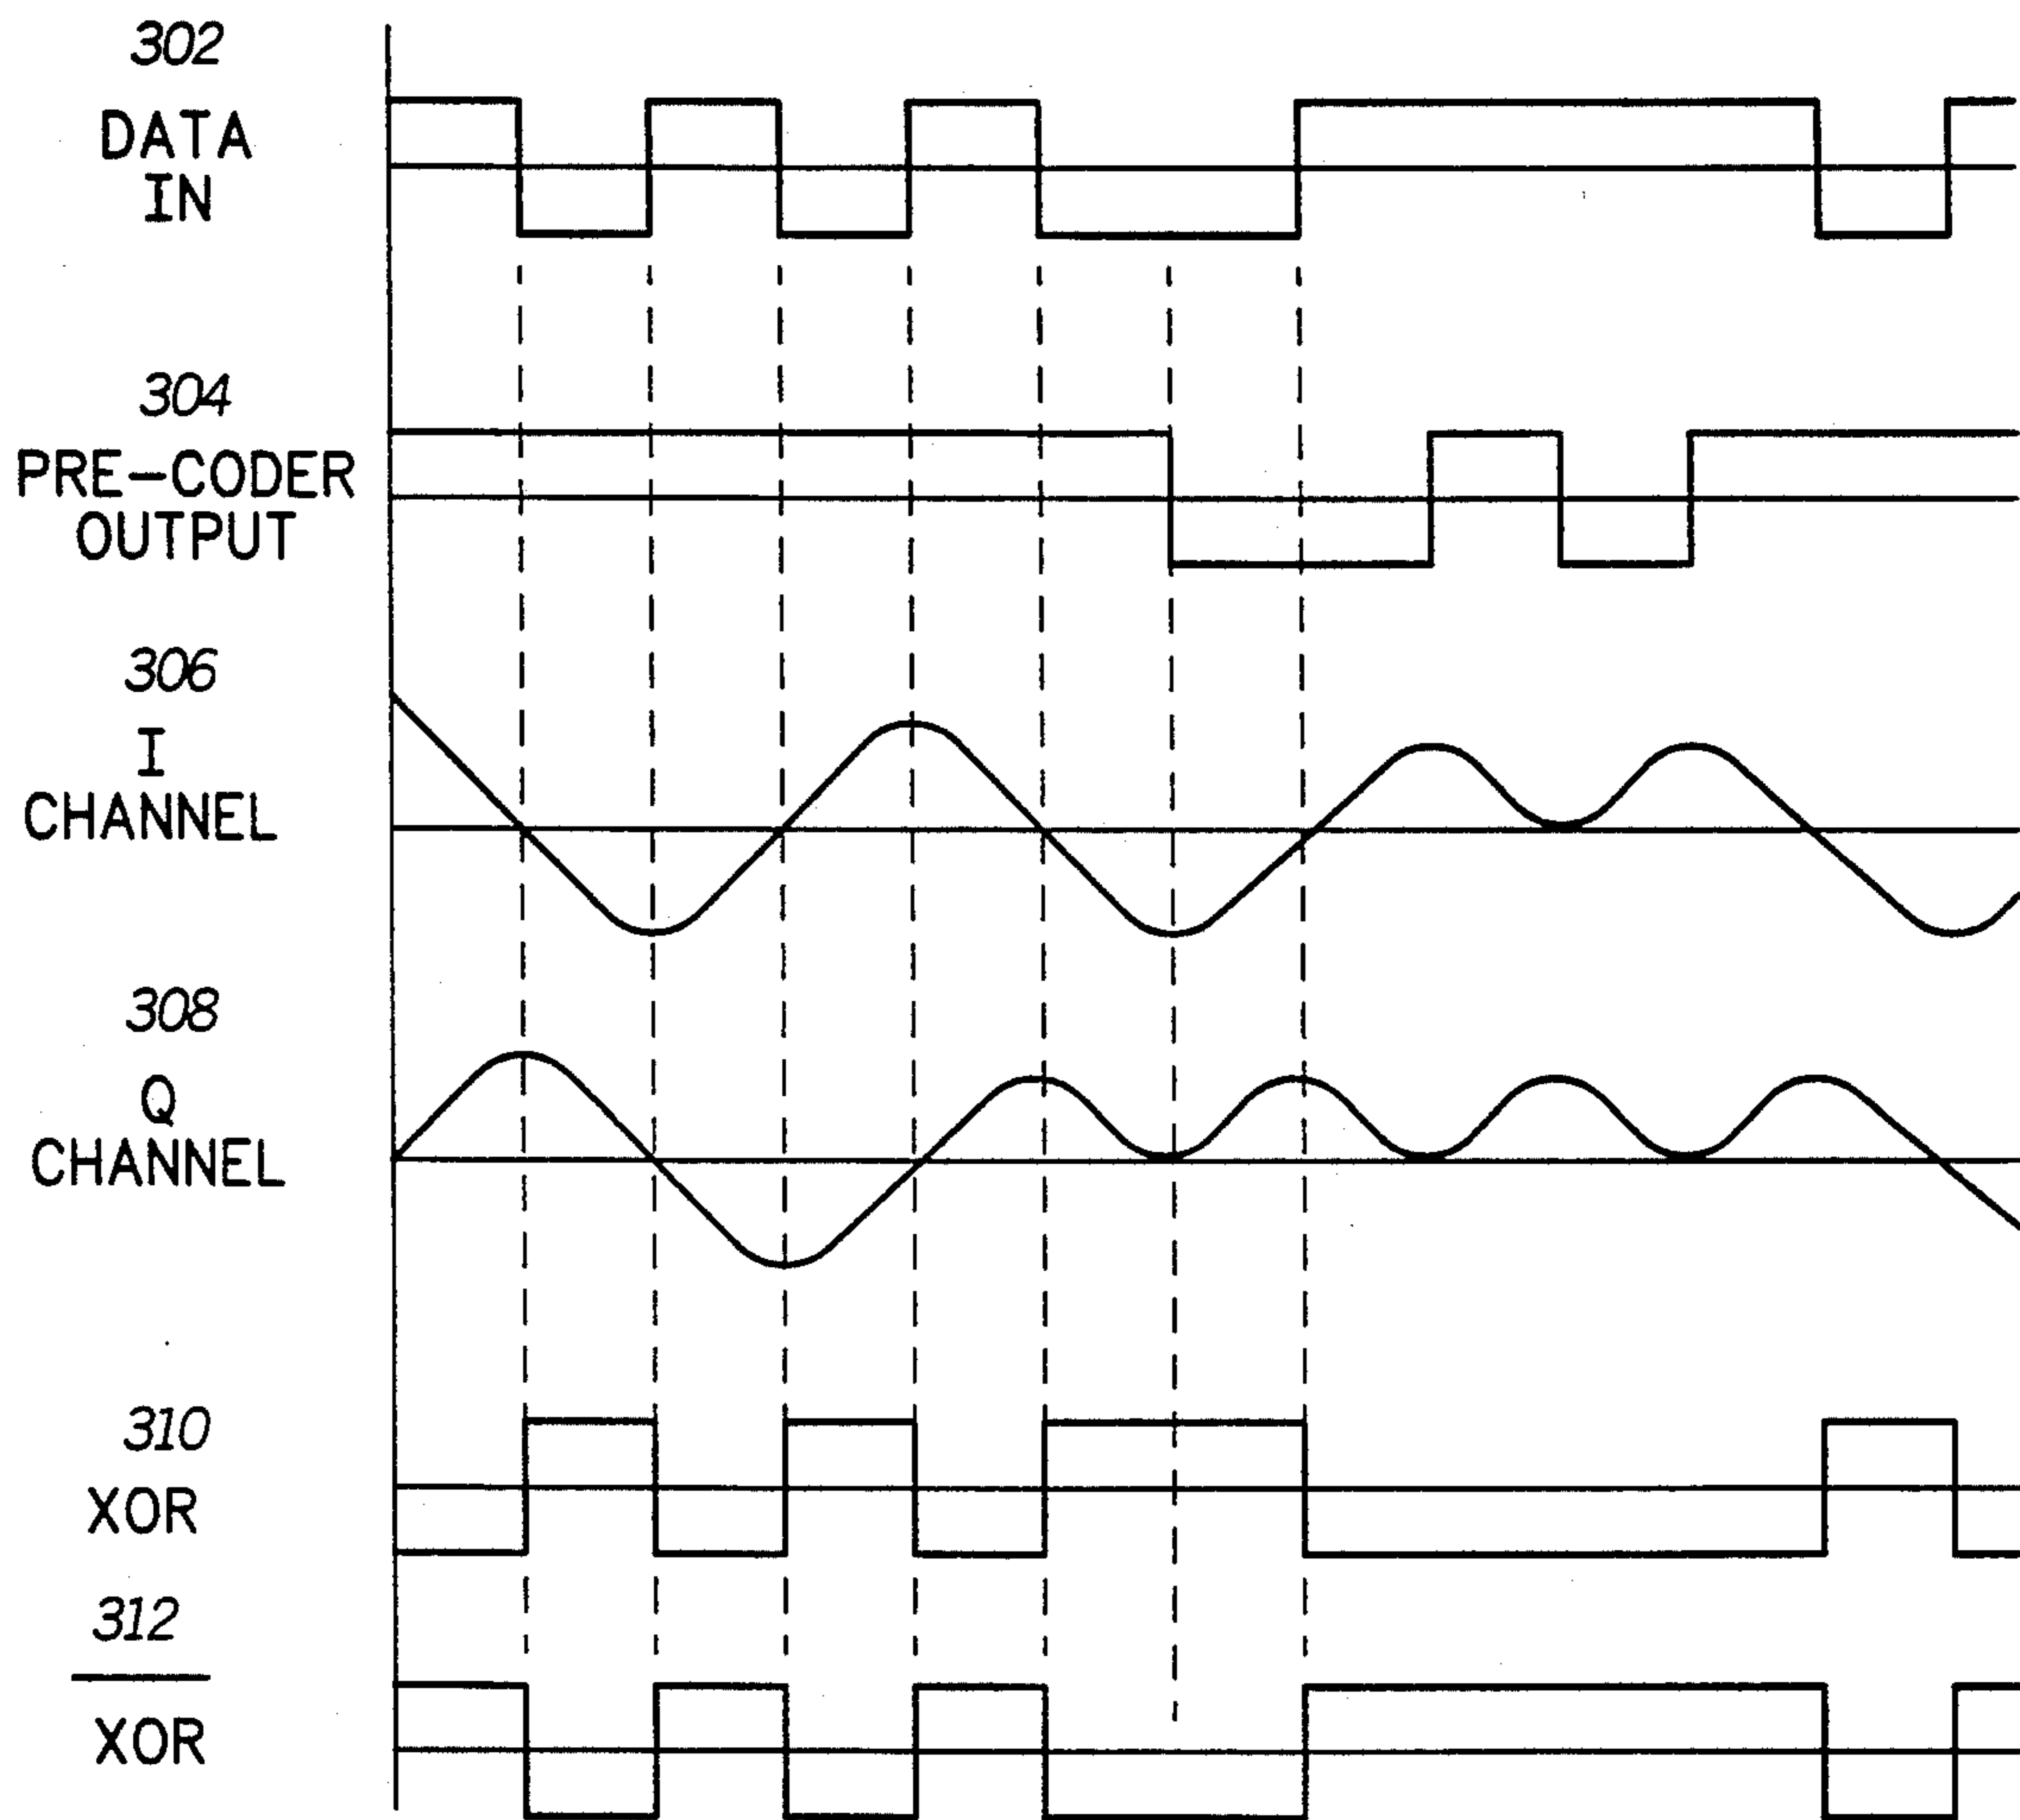 302
DATA
IN
304
PRE-CODER
OUTPUT
306
I
CHANNEL
308
Q
CHANNEL
310
XOR
312
XOR